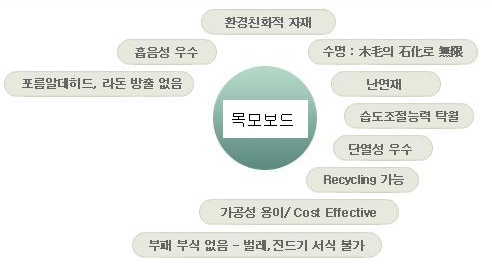 환경친화적 자재
흡음성 우수
수명 : 木毛의 石化로 無限
포름알데히드, 라돈 방출 없음
난연재
목모보드
습도조절능력 탁월
단열성 우수
Recycling 가능
가공성 용이/ Cost Effective
부패 부식 없음 - 벌레,진드기 서식 불가